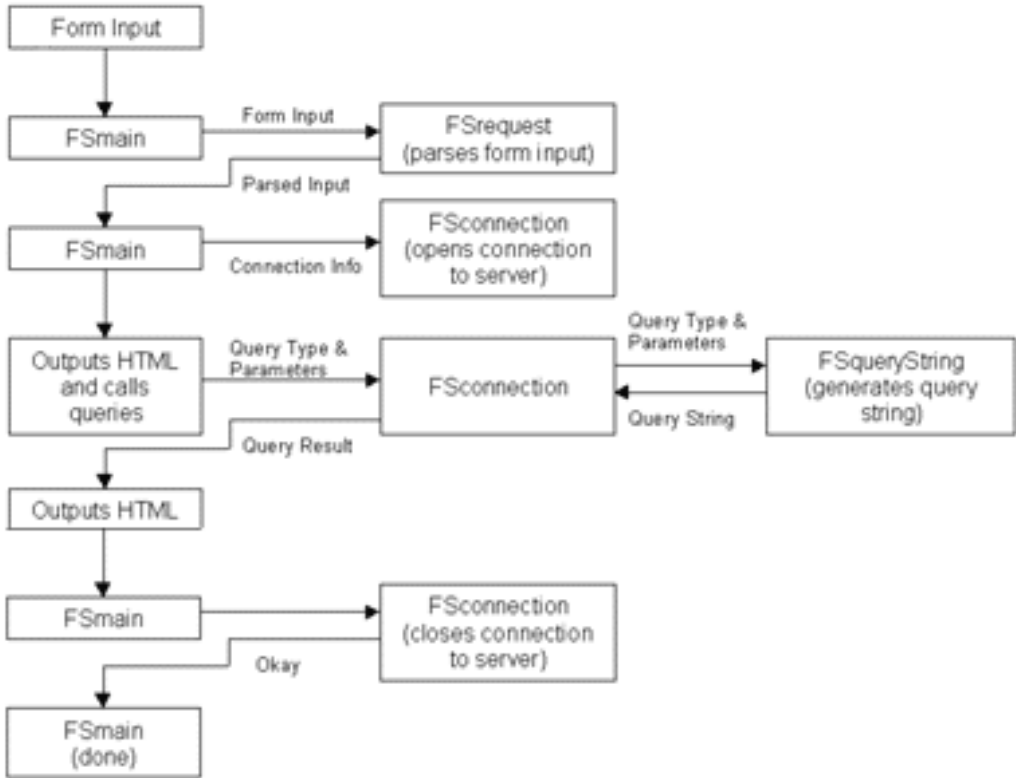 Form Input
FSmain
Form Input
FSrequest
(parses form input)
Parsed Input
FSmain
Connection Info
FSconnection
(opens connection
to server)
Outputs HTML
and calls
queries
Query Type &
Parameters
FSconnection
Query Type &
Parameters
FSqueryString
(generates query
string)
Query String
Query Result
Outputs HTML
FSmain
FSconnection
(closes connection
to server)
Okay
FSmain
(done)